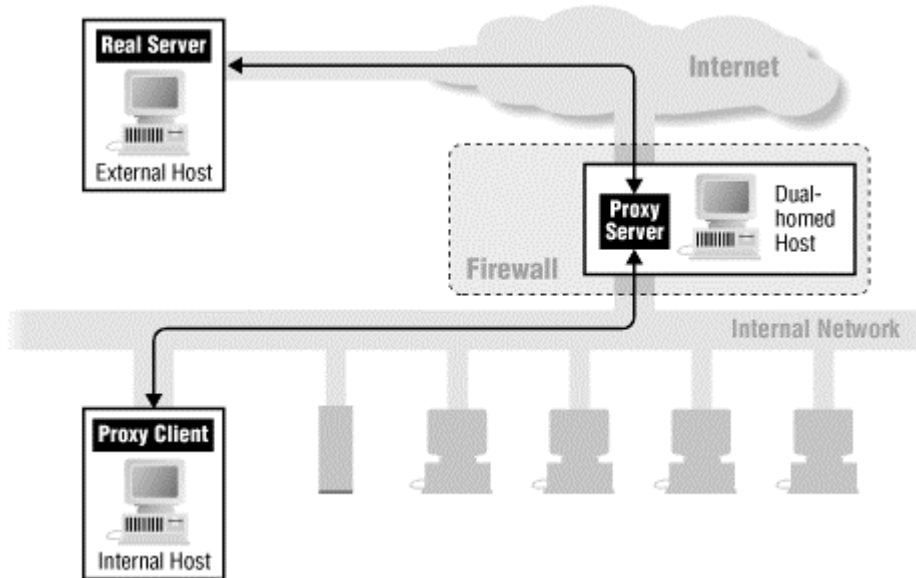 Real Server
External Host
Internet
Proxy
Server
Dual-
homed
Host
Firewall
Internal Network
Proxy Client
Internal Host